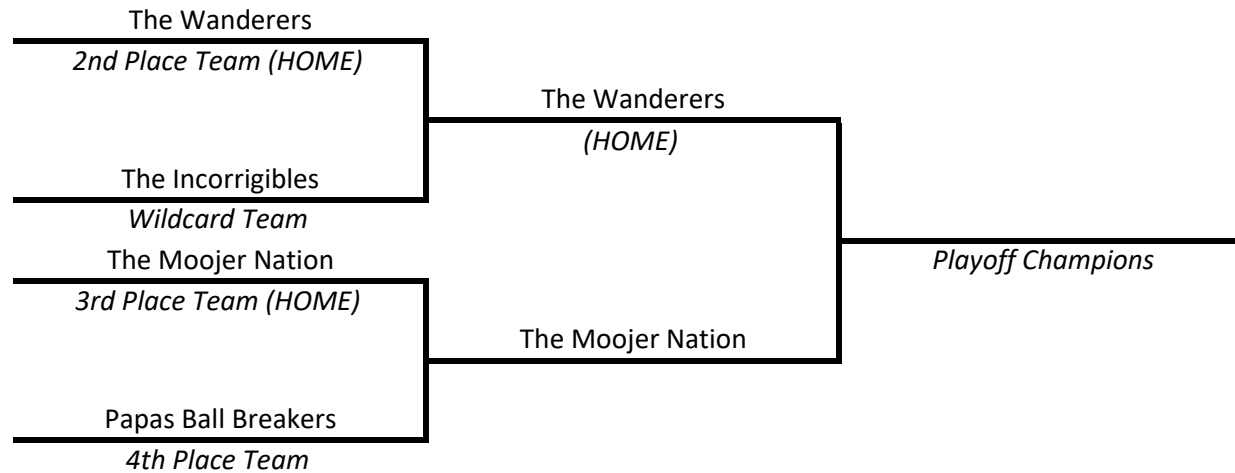 The Wanderers
2nd Place Team (HOME)
The Incorrigibles
Wildcard Team
The Moojer Nation
3rd Place Team (HOME)
Papas Ball Breakers
4th Place Team
The Wanderers
(HOME)
The Moojer Nation
Playoff Champions